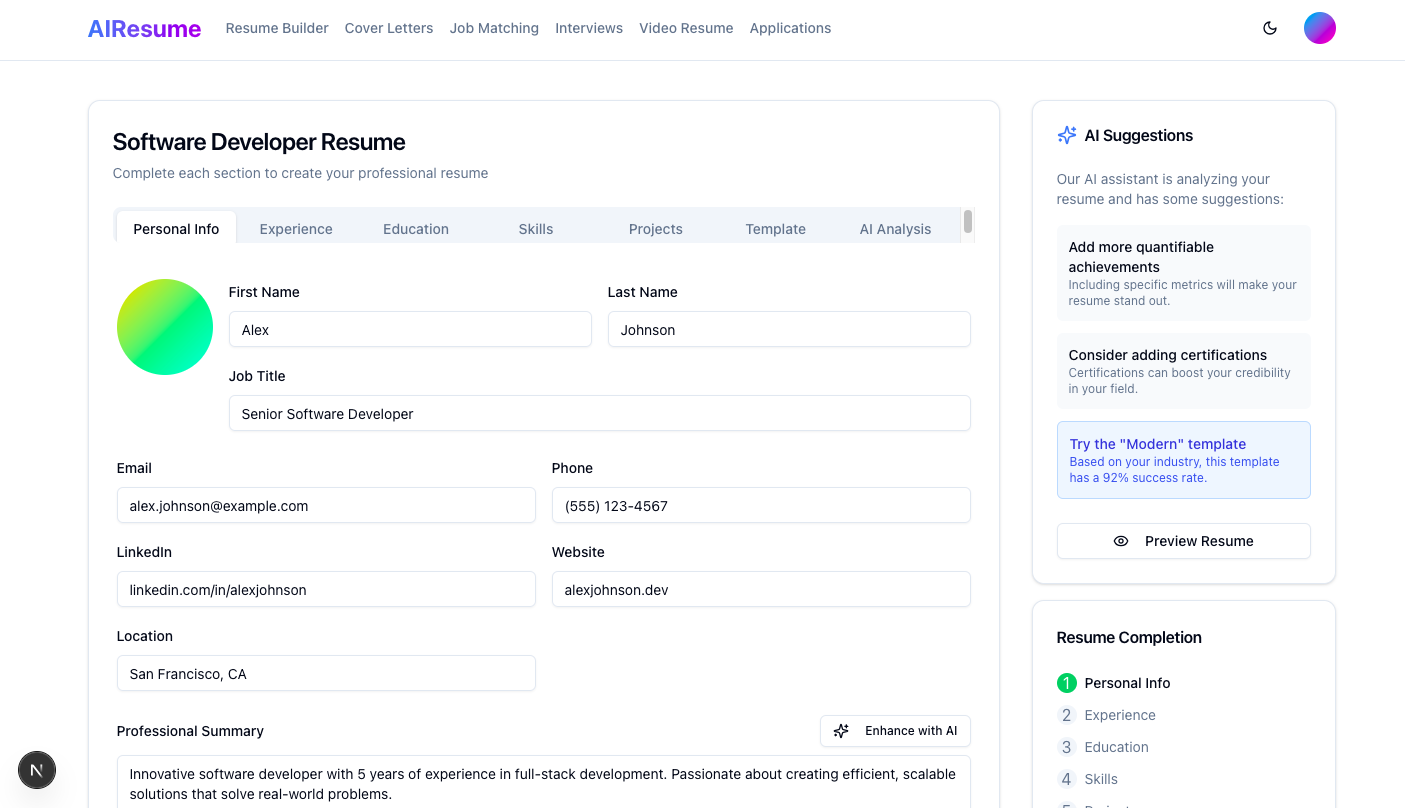 AIResume
Resume Builder
Cover Letters
Job Matching
Interviews
Video Resume
Applications
Software Developer Resume
Complete each section to create your professional resume
Personal Info
Experience
Education
Skills
Projects
Template
AI Analysis
First Name
Last Name
Alex
Johnson
Job Title
Senior Software Developer
Email
Phone
alex.johnson@example.com
(555) 123-4567
LinkedIn
Website
linkedin.com/in/alexjohnson
alexjohnson.dev
Location
San Francisco, CA
Professional Summary
Enhance with AI
Innovative software developer with 5 years of experience in full-stack development. Passionate about creating efficient, scalable
solutions that solve real-world problems.
N
AI Suggestions
Our AI assistant is analyzing your
resume and has some suggestions:
Add more quantifiable
achievements
Including specific metrics will make your
resume stand out.
Consider adding certifications
Certifications can boost your credibility
in your field.
Try the "Modern" template
Based on your industry, this template
has a 92% success rate.
Preview Resume
Resume Completion
1 Personal Info
2 Experience
3 Education
4 Skills